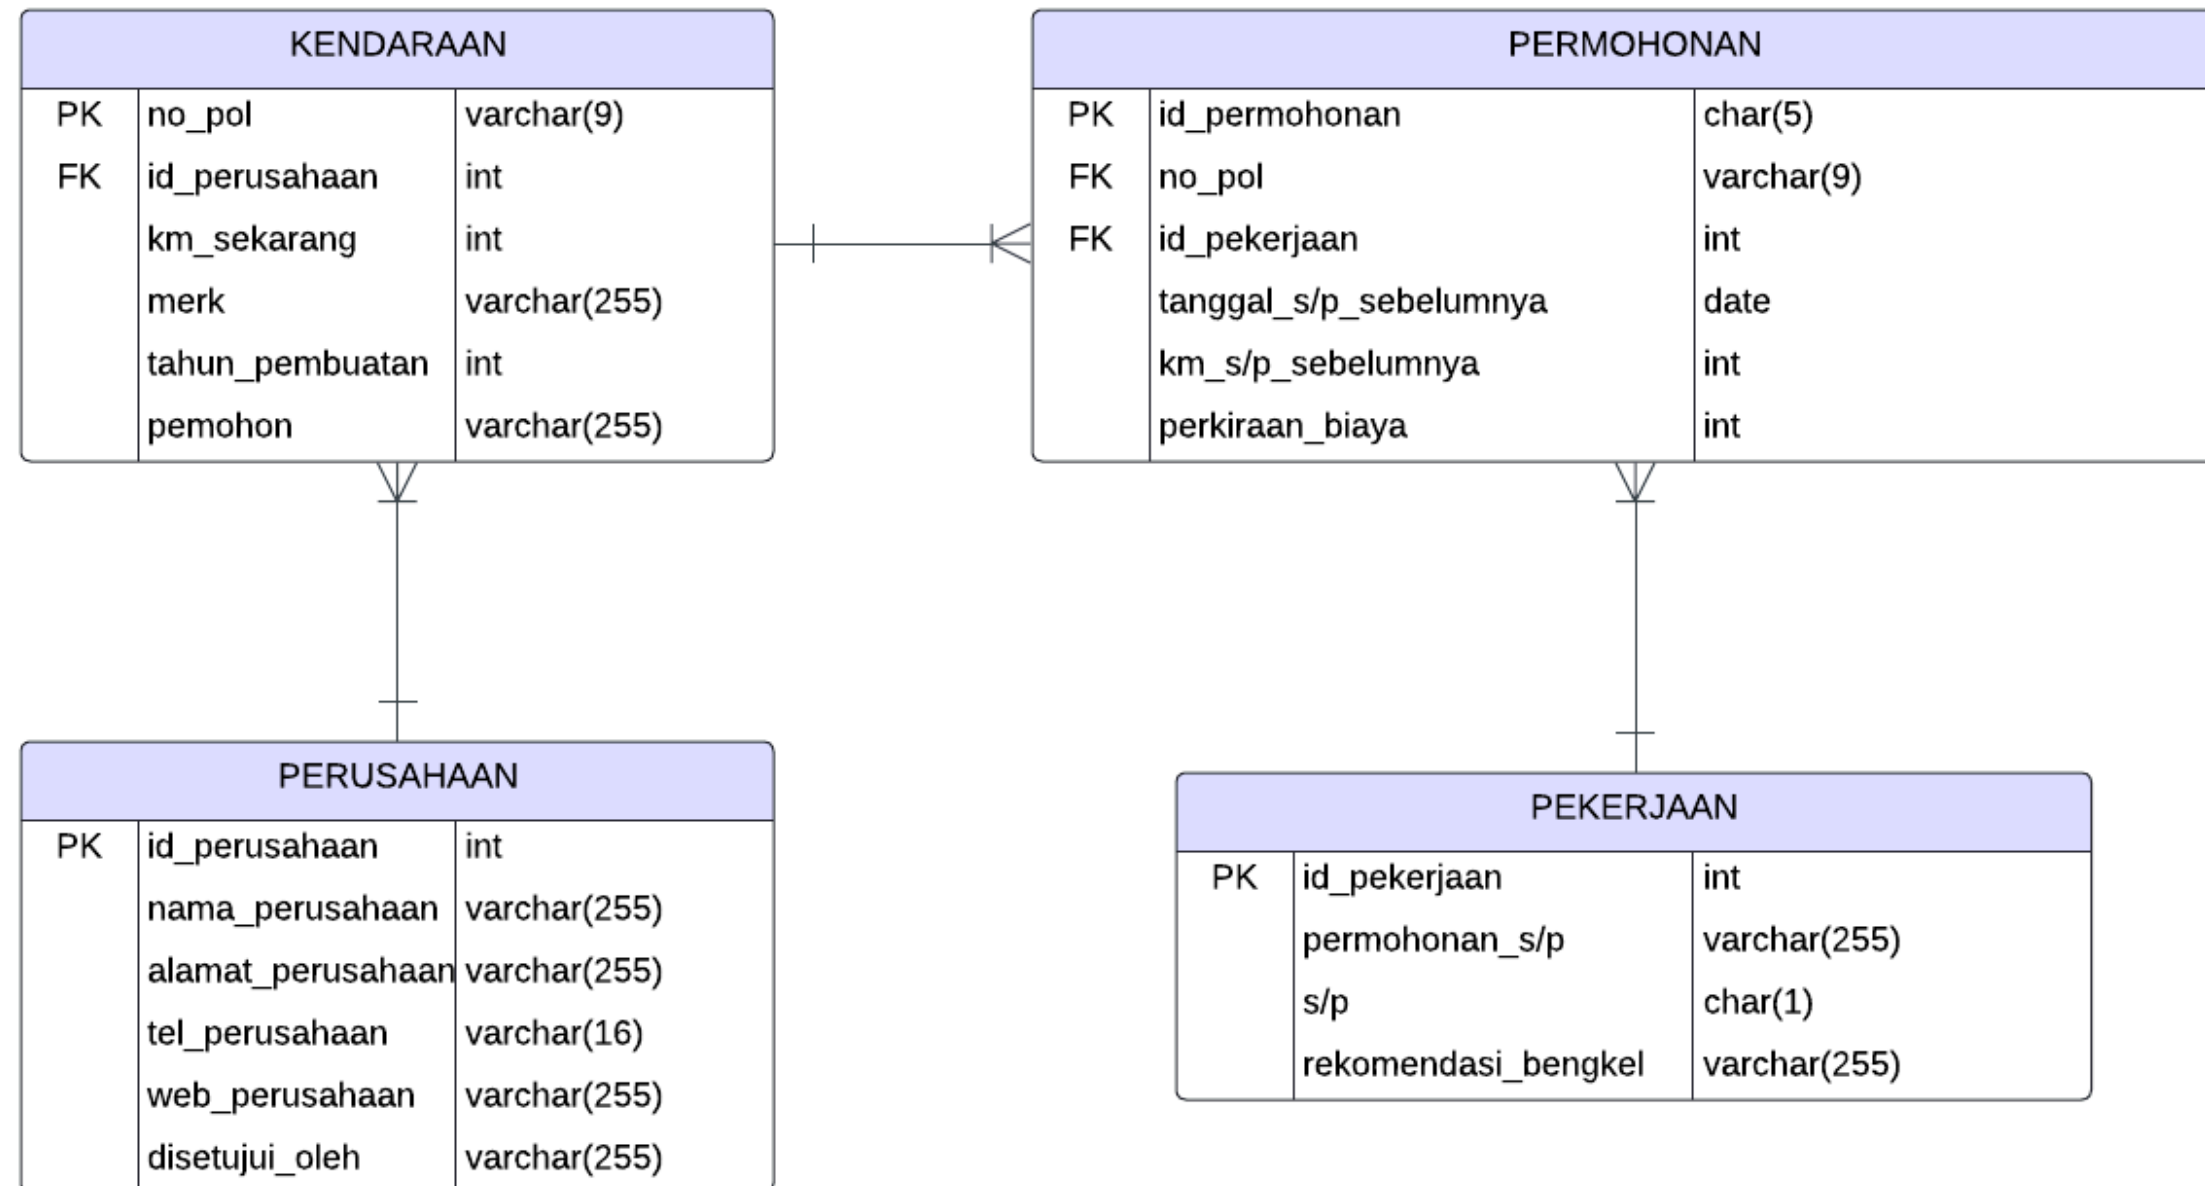 KENDARAAN
PK no_pol varchar(9)
FK id_perusahaan int
km_sekarang int
merk varchar(255)
tahun_pembuatan int
pemohon varchar(255)
PERMOHONAN
PK id_permohonan char(5)
FK no_pol varchar(9)
FK id_pekerjaan int
tanggal_s/p_sebelumnya date
km_s/p_sebelumnya int
perkiraan_biaya int
PERUSAHAAN
PK id_perusahaan int
nama_perusahaan varchar(255)
alamat_perusahaan varchar(255)
tel_perusahaan varchar(16)
web_perusahaan varchar(255)
disetujui_oleh varchar(255)
PEKERJAAN
PK id_pekerjaan int
permohonan_s/p varchar(255)
s/p char(1)
rekomendasi_bengkel varchar(255)